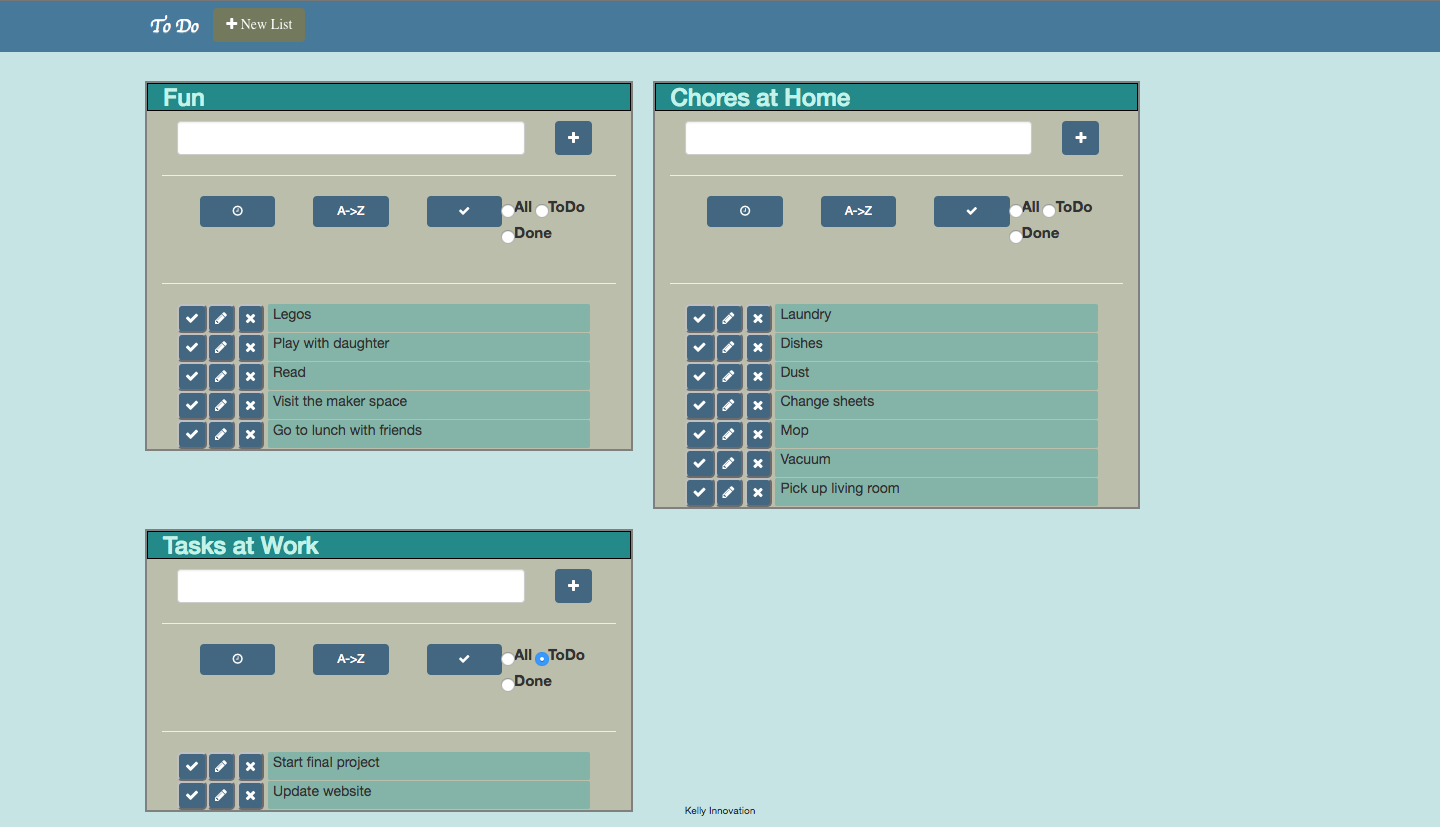 To Do
New List
Fun
A->Z
All ToDo
Done
Legos
Play with daughter
Read
Visit the maker space
Go to lunch with friends
Chores at Home
A->Z
All ToDo
Done
Laundry
Dishes
Dust
Change sheets
Mop
Vacuum
Pick up living room
Tasks at Work
A->Z
All ToDo
Done
Start final project
Update website
Kelly Innovation